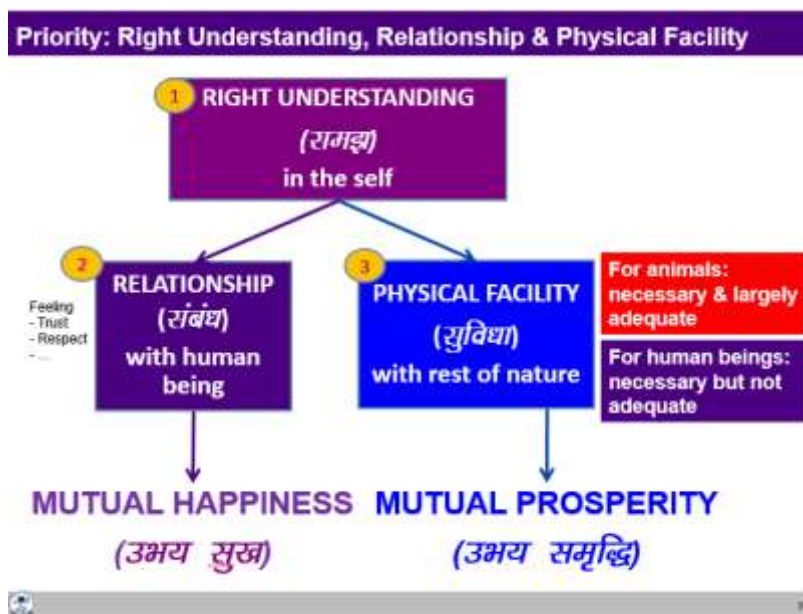 Priority: Right Understanding, Relationship & Physical Facility
1
RIGHT UNDERSTANDING
(समझ)
in the self
2
RELATIONSHIP
(संबंध)
with human
being
Feeling
- Trust
- Respect
- ...
3
PHYSICAL FACILITY
(सुविधा)
with rest of nature
For animals:
necessary & largely
adequate
For human beings:
necessary but not
adequate
MUTUAL HAPPINESS
(उभय सुख)
MUTUAL PROSPERITY
(उभय समृद्धि)